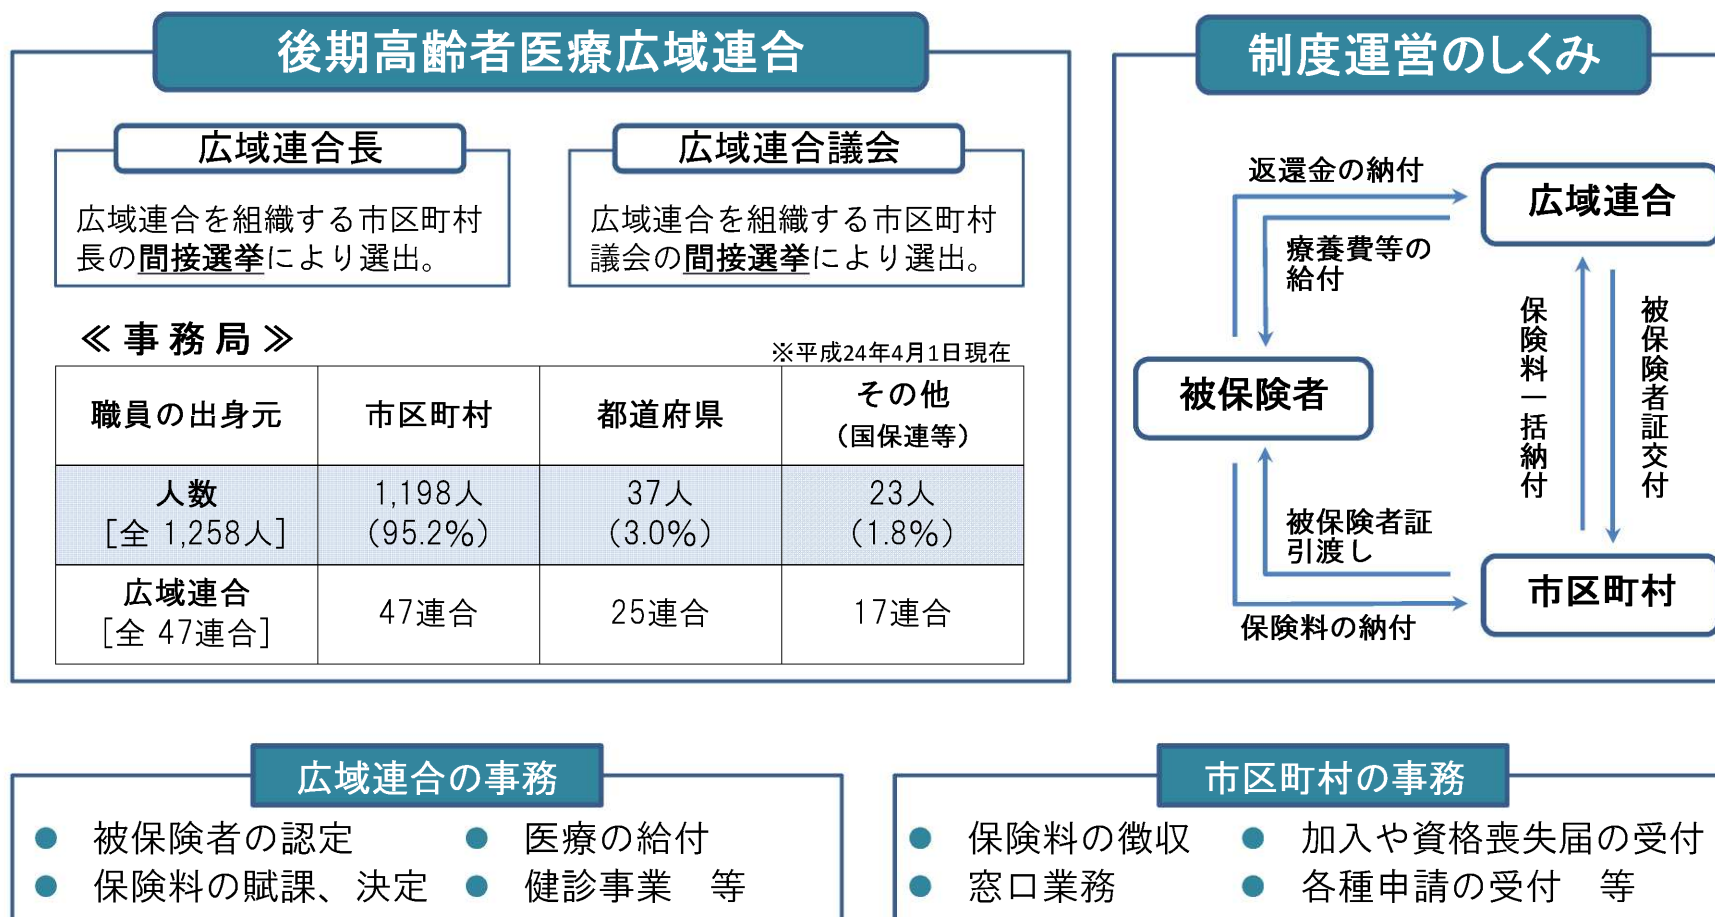 後期高齢者医療広域連合
広域連合長
広域連合を組織する市区町村
長の間接選挙により選出。
広域連合議会
広域連合を組織する市区町村
議会の間接選挙により選出。
≪ 事 務 局 ≫
※平成24年4月1日現在
職員の出身元
市区町村
都道府県
その他
（国保連等）
人数
[全 1,258人]
1,198人
（95.2%）
37人
（3.0%）
23人
（1.8%）
広域連合
[全 47連合]
47連合
25連合
17連合
制度運営のしくみ
返還金の納付
広域連合
療養費等の
給付
保険料一括納付
被保険者証交付
被保険者
被保険者証
引渡し
市区町村
保険料の納付
広域連合の事務
● 被保険者の認定
● 医療の給付
● 保険料の賦課、決定
● 健診事業　等
市区町村の事務
● 保険料の徴収
● 加入や資格喪失届の受付
● 窓口業務
● 各種申請の受付　等